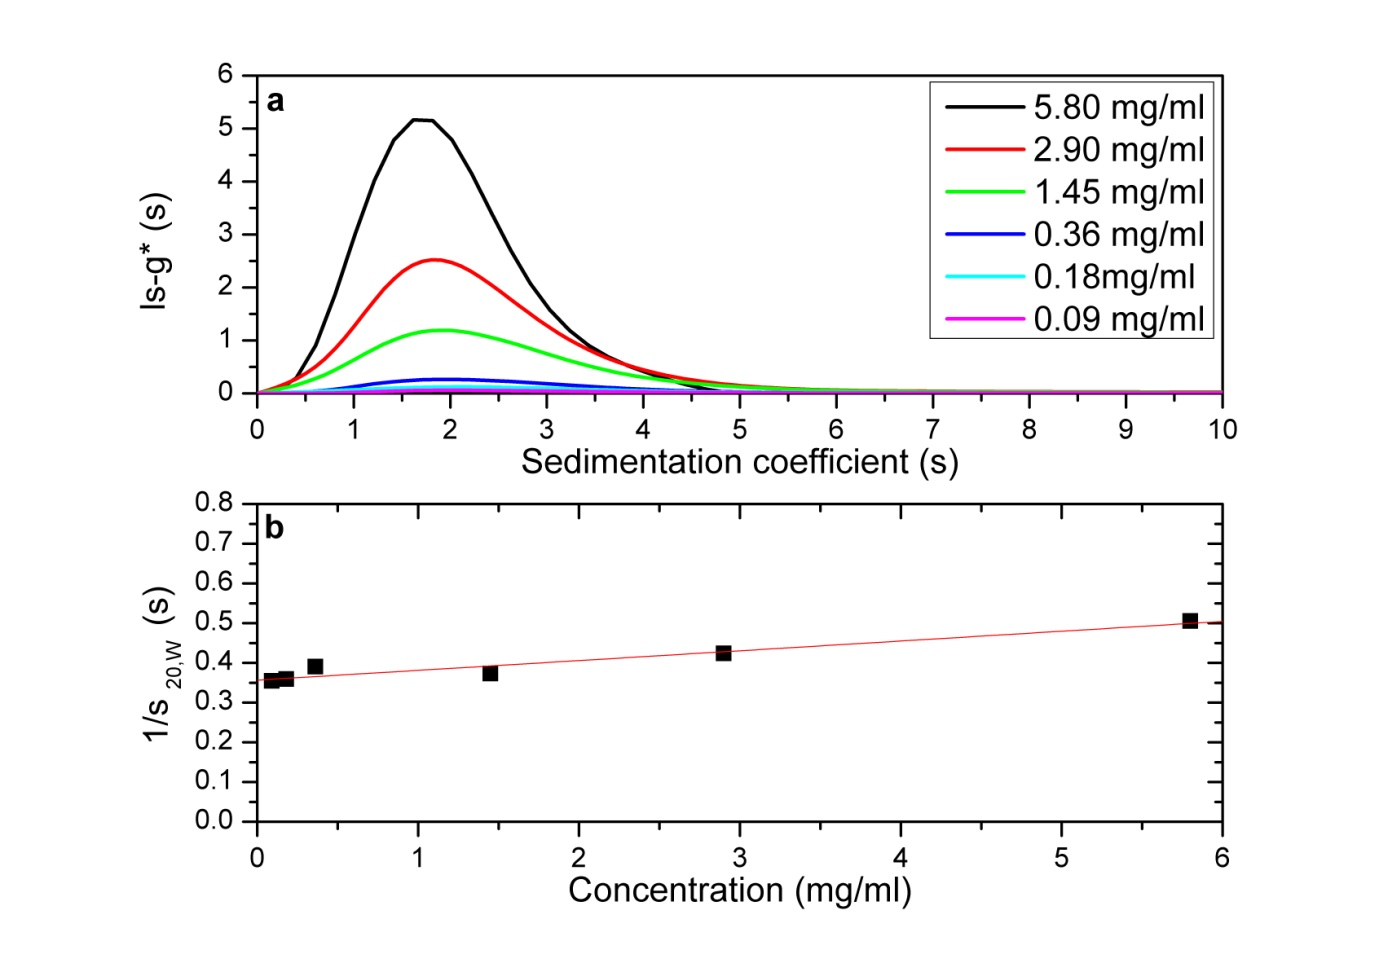 a
6
5
4
3
2
1
0
ls-g* (s)
5.80 mg/ml
2.90 mg/ml
1.45 mg/ml
0.36 mg/ml
0.18mg/ml
0.09 mg/ml
0 1 2 3 4 5 6 7 8 9 10
Sedimentation coefficient (s)
b
0.8
0.7
0.6
0.5
0.4
0.3
0.2
0.1
0.0
1/s 20,W (s)
0 1 2 3 4 5 6
Concentration (mg/ml)